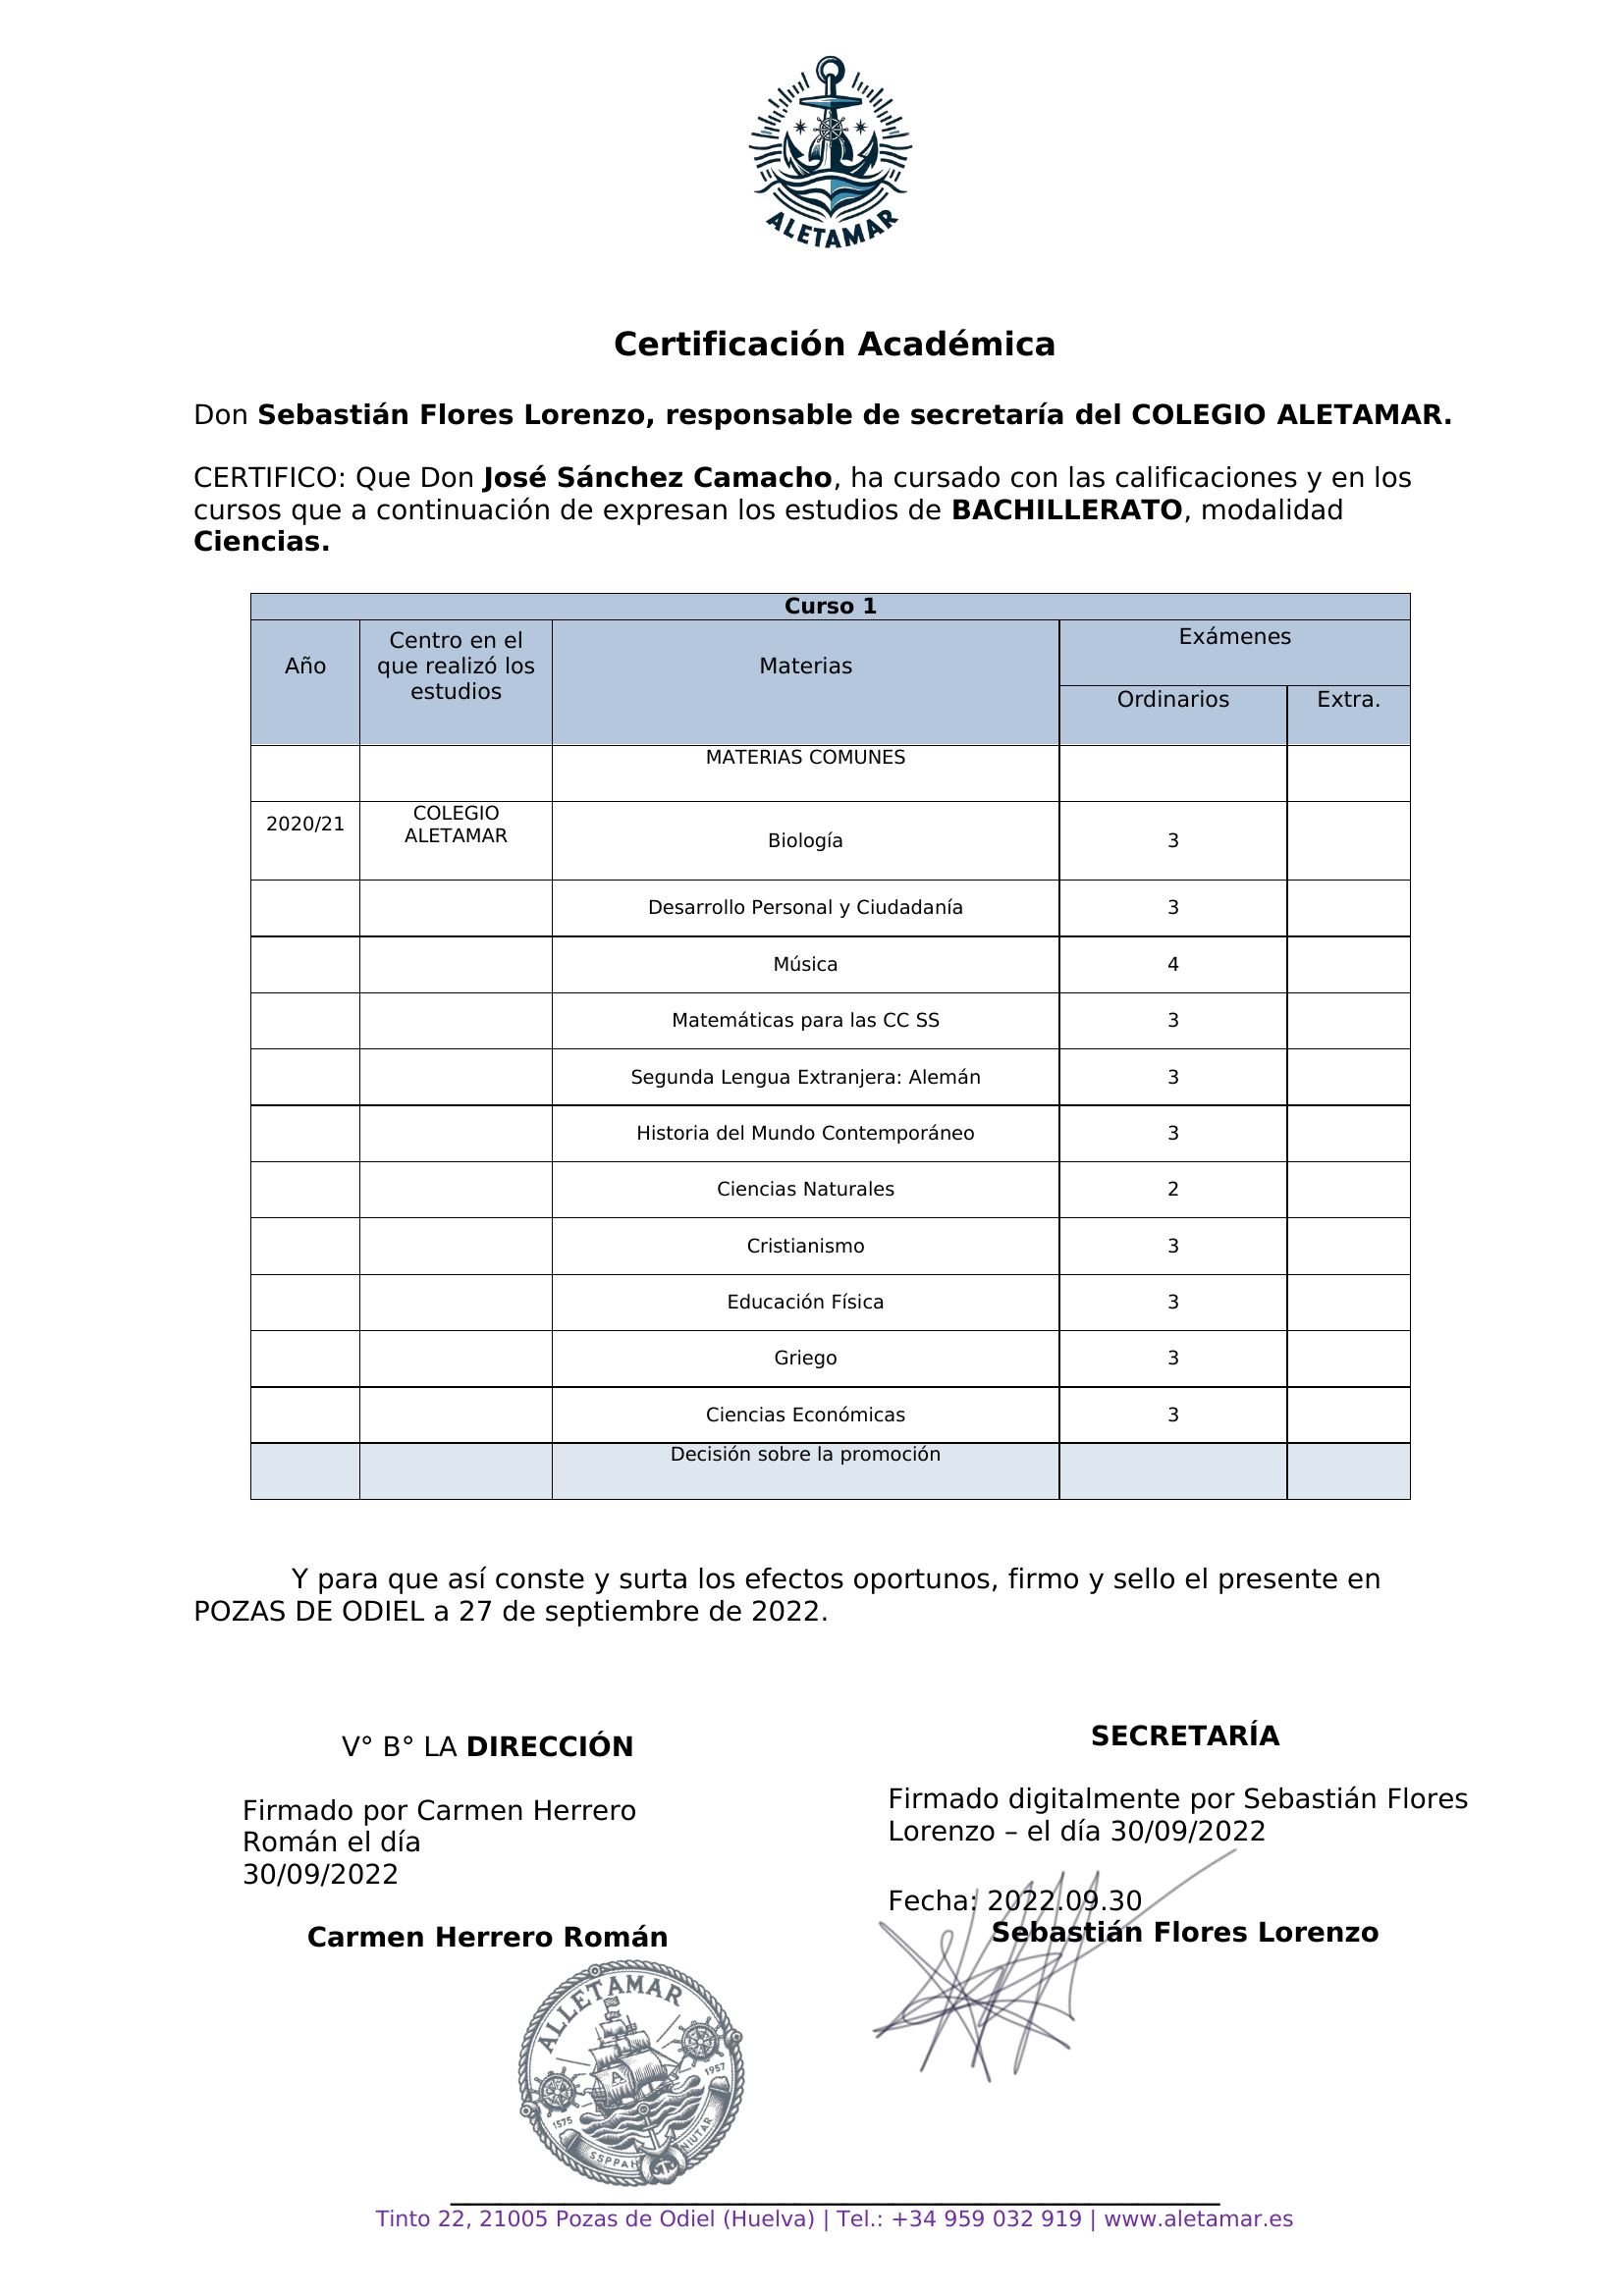 ALETAMAR
Certificación Académica
Don Sebastián Flores Lorenzo, responsable de secretaría del COLEGIO ALETAMAR.
CERTIFICO: Que Don José Sánchez Camacho, ha cursado con las calificaciones y en los
cursos que a continuación de expresan los estudios de BACHILLERATO, modalidad
Ciencias.
Curso 1
Año
Centro en el
que realizó los
estudios
Materias
Exámenes
Ordinarios
Extra.
MATERIAS COMUNES
2020/21
COLEGIO
ALETAMAR
Biología
3
Desarrollo Personal y Ciudadanía
3
Música
4
Matemáticas para las CC SS
3
Segunda Lengua Extranjera: Alemán
3
Historia del Mundo Contemporáneo
3
Ciencias Naturales
2
Cristianismo
3
Educación Física
3
Griego
3
Ciencias Económicas
3
Decisión sobre la promoción
Y para que así conste y surta los efectos oportunos, firmo y sello el presente en
POZAS DE ODIEL a 27 de septiembre de 2022.
V° B° LA DIRECCIÓN
Firmado por Carmen Herrero
Román el día
30/09/2022
Carmen Herrero Román
SECRETARÍA
Firmado digitalmente por Sebastián Flores
Lorenzo – el día 30/09/2022
Fecha: 2022.09.30
Sebastián Flores Lorenzo
ALLETAMAR
A
1575
1957
SSPPAH
NIUTAR
Tinto 22, 21005 Pozas de Odiel (Huelva) | Tel.: +34 959 032 919 | www.aletamar.es